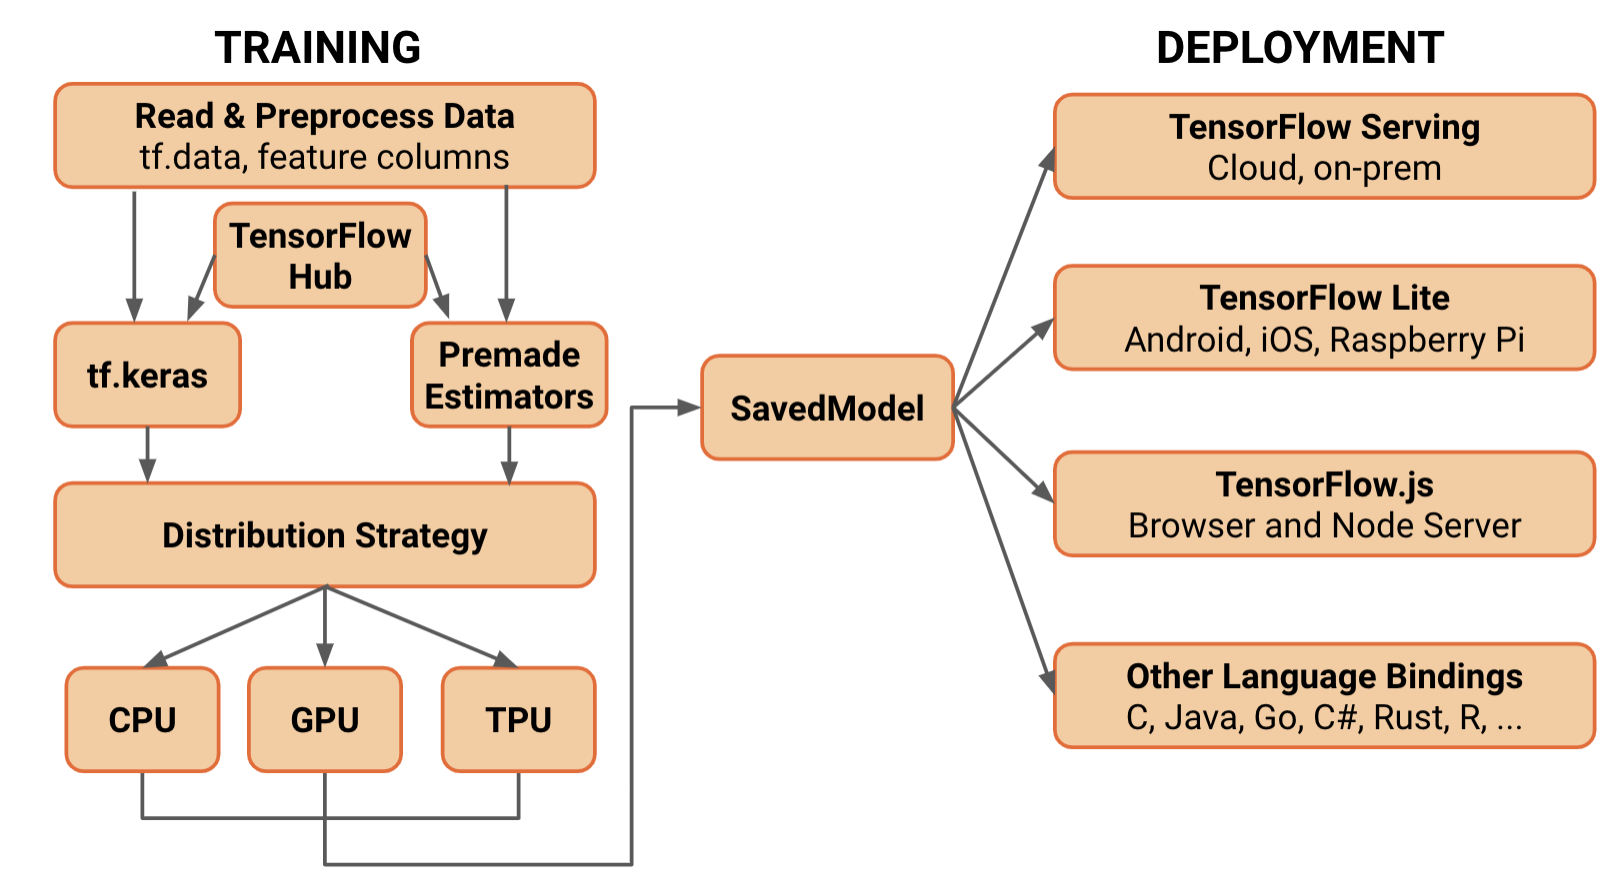 TRAINING
Read & Preprocess Data
tf.data, feature columns
TensorFlow
Hub
tf.keras
Premade
Estimators
Distribution Strategy
CPU
GPU
TPU
SavedModel
DEPLOYMENT
TensorFlow Serving
Cloud, on-prem
TensorFlow Lite
Android, iOS, Raspberry Pi
TensorFlow.js
Browser and Node Server
Other Language Bindings
C, Java, Go, C#, Rust, R, ...